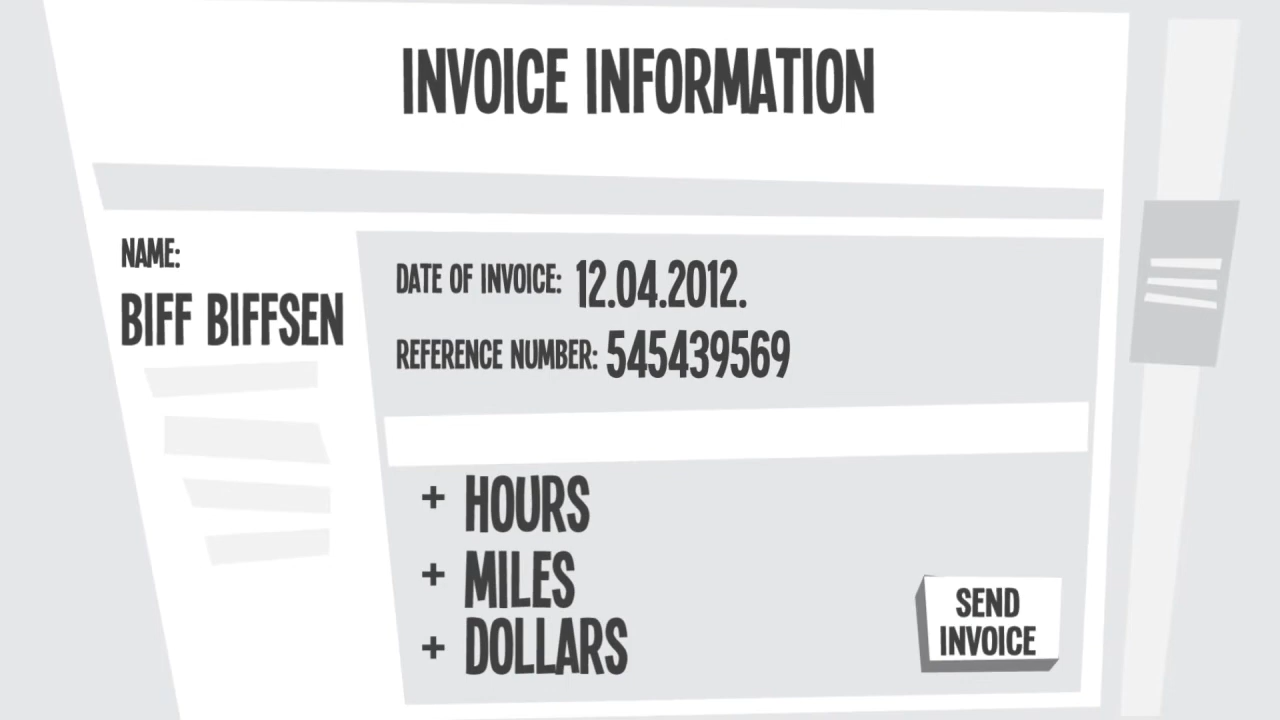 INVOICE INFORMATION
NAME:
BIFF BIFFSEN
DATE OF INVOICE: 12.04.2012.
REFERENCE NUMBER: 545439569
+ HOURS
+ MILES
+ DOLLARS
SEND
INVOICE